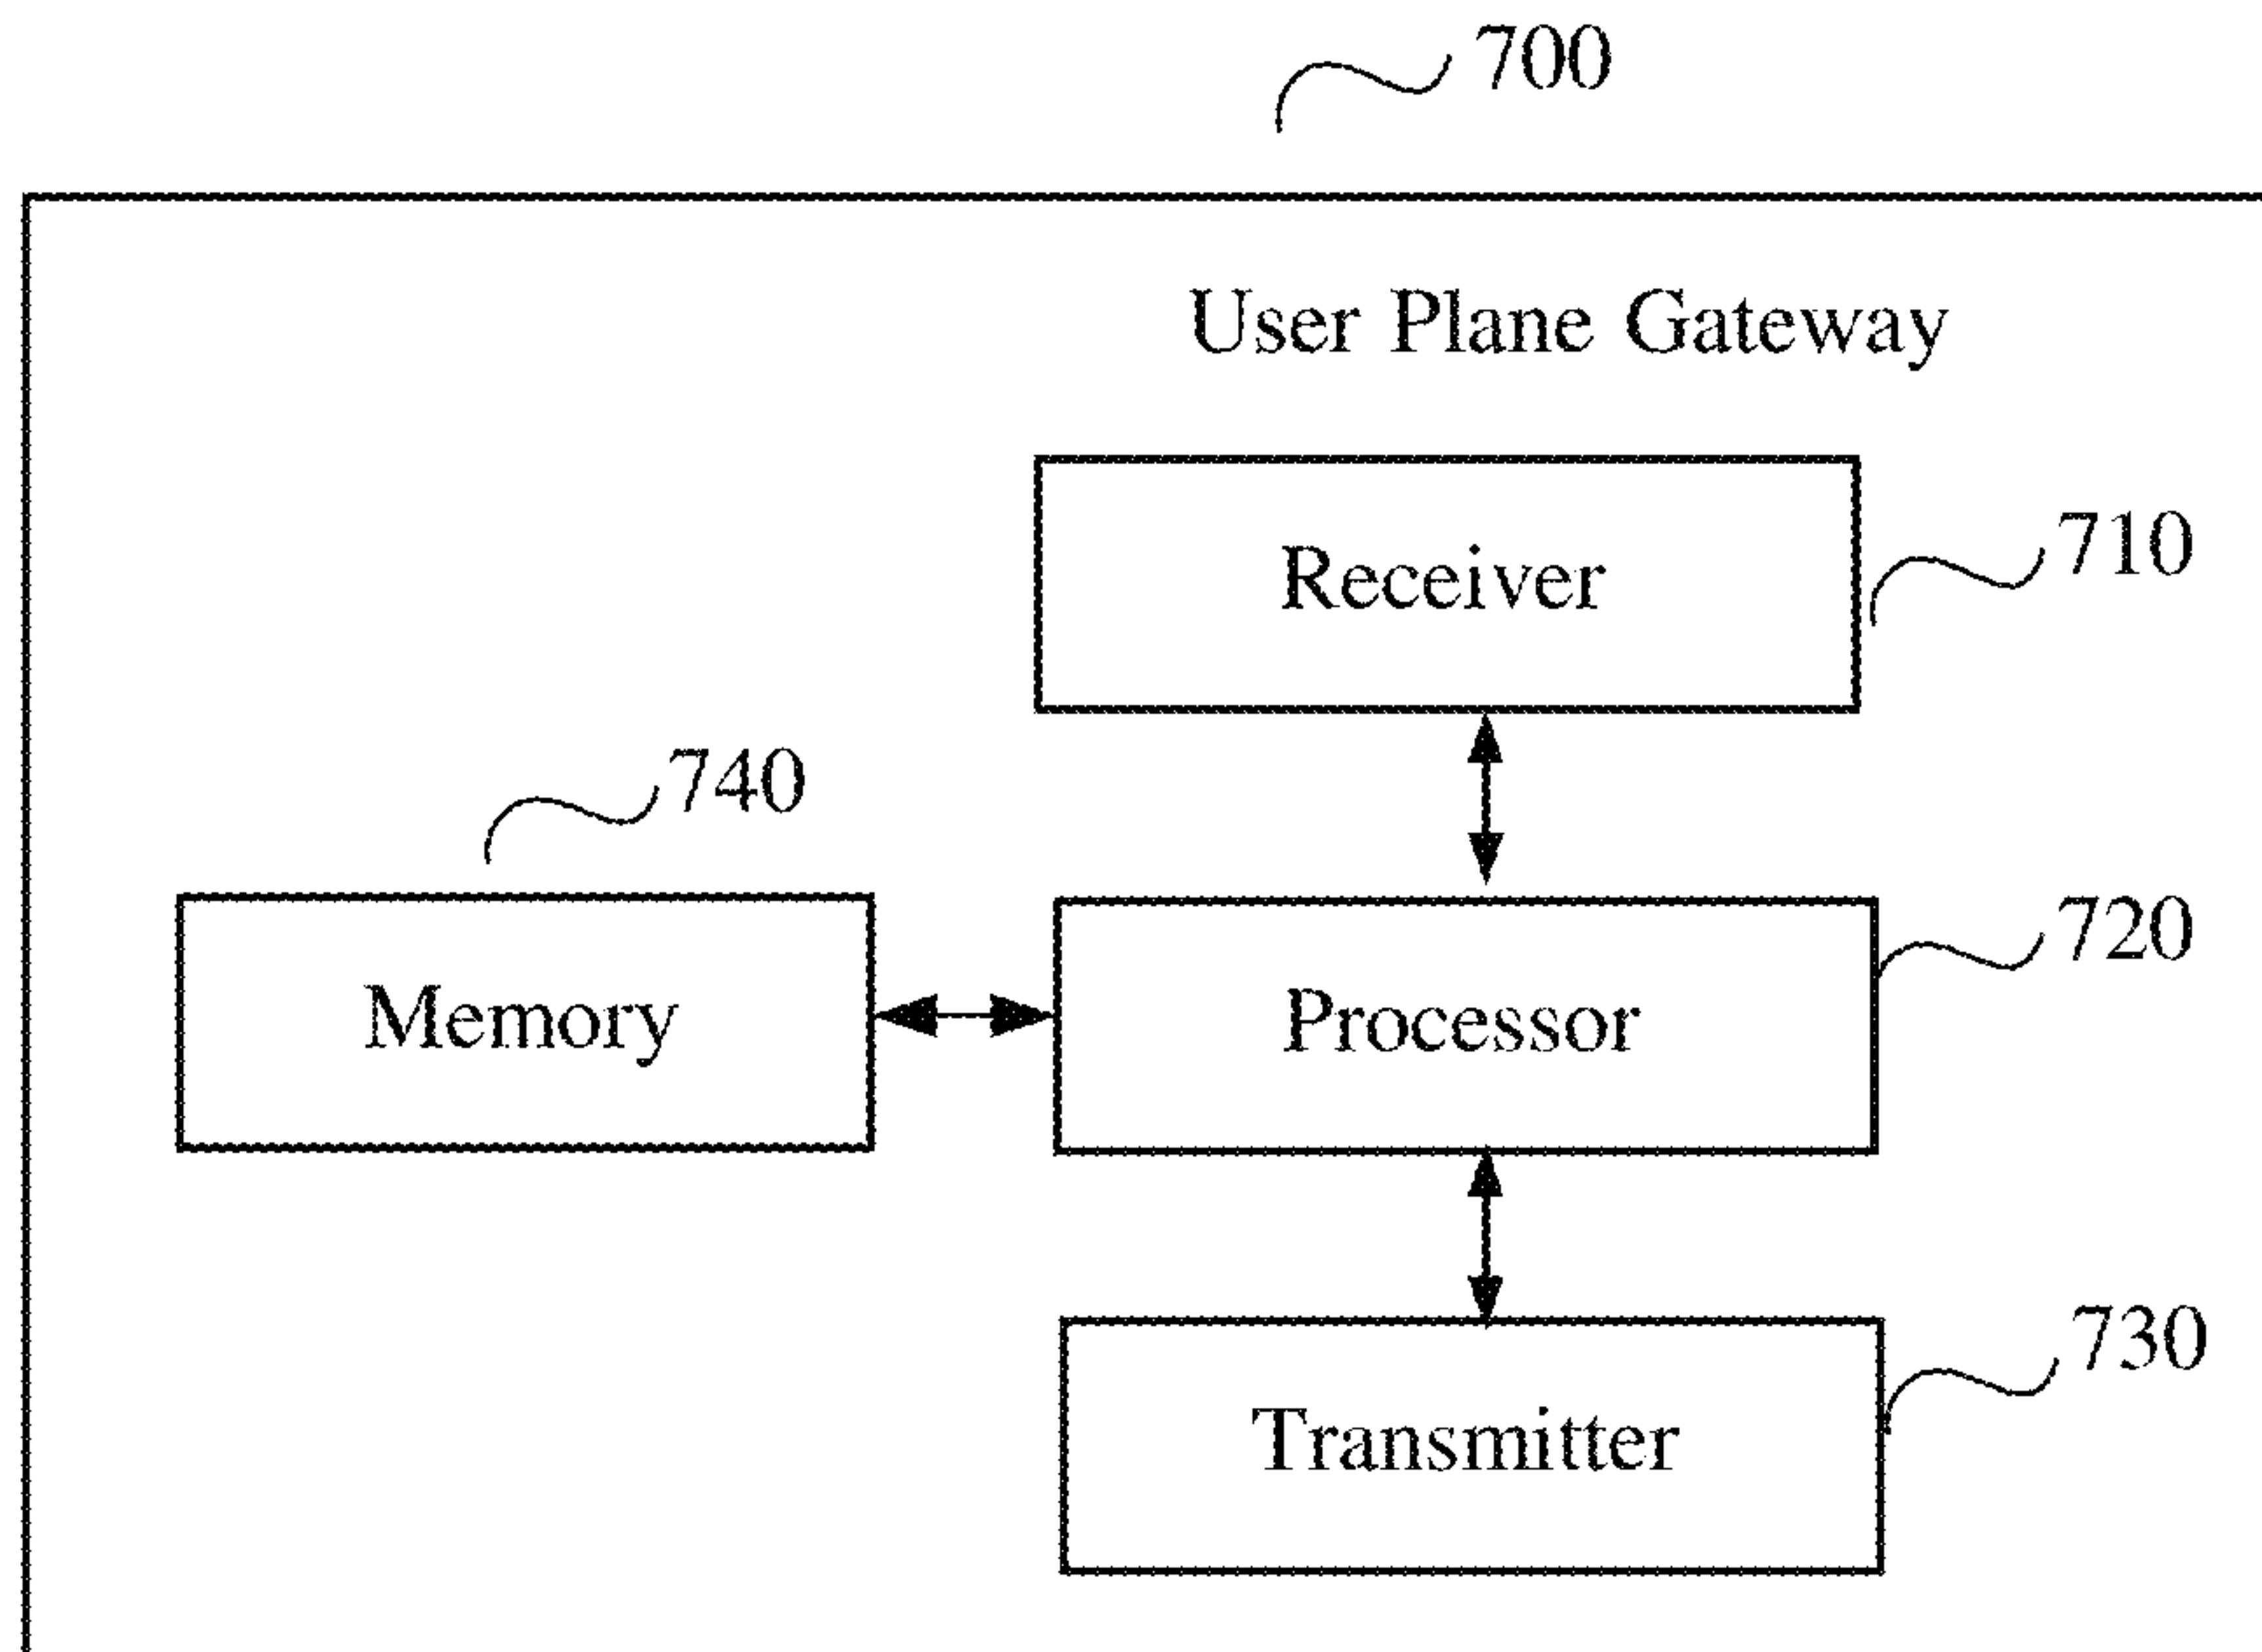 700
User Plane Gateway
Receiver
710
740
Memory
Processor
720
Transmitter
730